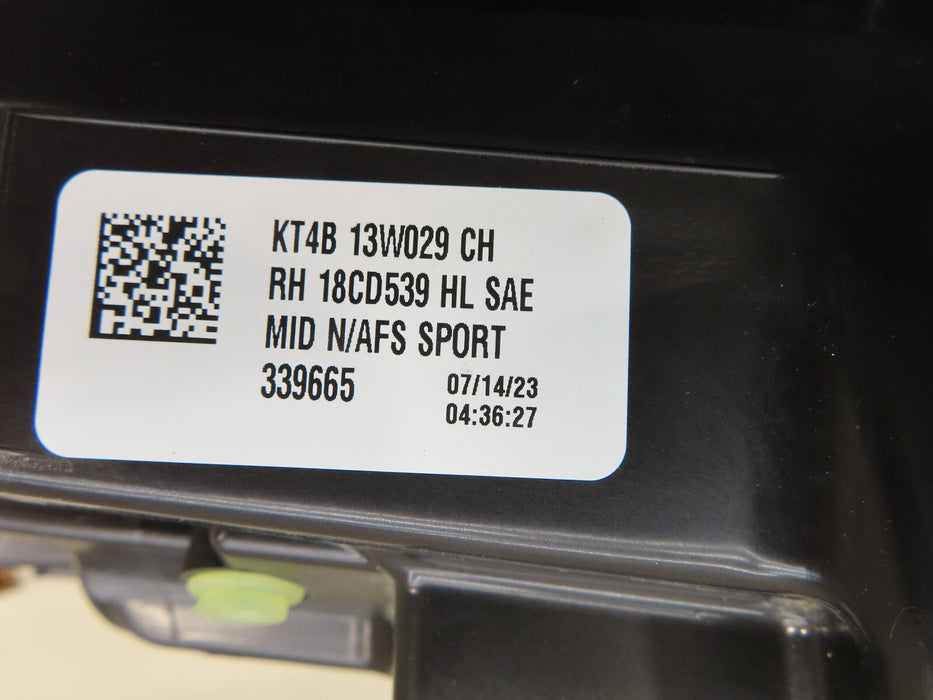 KT4B 13W029 CH
RH 18CD539 HL SAE
MID N/AFS SPORT
339665 07/14/23
04:36:27